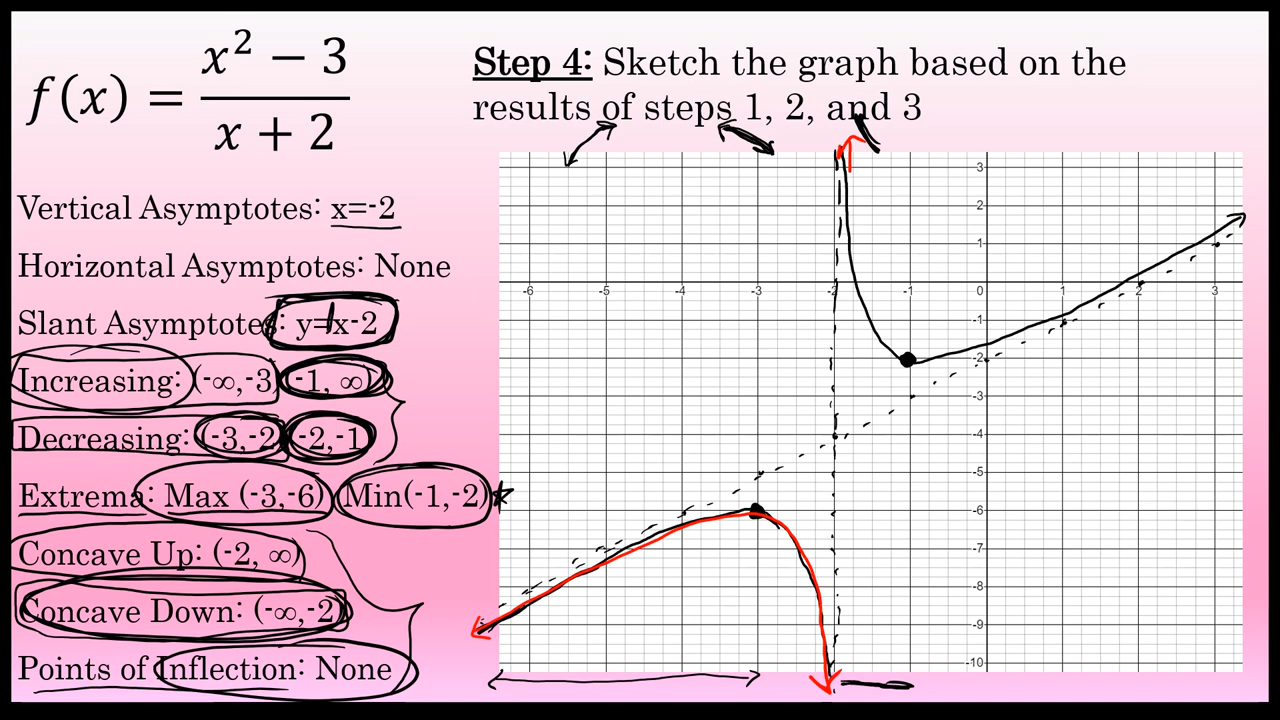 f(x) = \frac{x^2 - 3}{x + 2}
Step 4: Sketch the graph based on the
results of steps 1, 2, and 3
Vertical Asymptotes: x=-2
Horizontal Asymptotes: None
Slant Asymptotes: y=x-2
Increasing: (-∞,-3) (-1, ∞)
Decreasing: (-3,-2) (-2,-1)
Extrema: Max (-3,-6) Min(-1,-2)
Concave Up: (-2, ∞)
Concave Down: (-∞,-2)
Points of Inflection: None
3
2
1
-6 -5 -4 -3 -2 -1 0 1 2 3
-1
-2
-3
-4
-5
-6
-7
-8
-9
-10